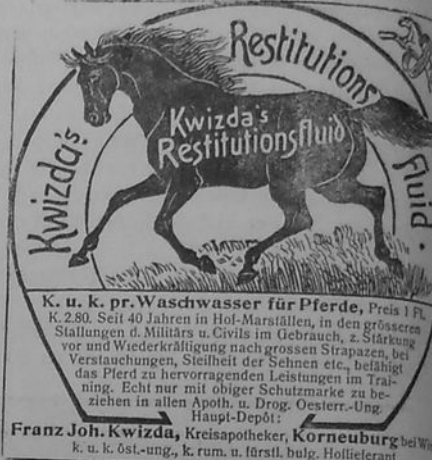 Kwizda's
Restitutions
fluid.
Kwizda's
Restitutionsfluid
K. u. k. pr. Waschwasser für Pferde, Preis 1 Fl.
K. 2.80. Seit 40 Jahren in Hof-Marställen, in den grösseren
Stallungen d. Militärs u. Civils im Gebrauch, z. Stärkung
vor und Wiederkräftigung nach grossen Strapazen, bei
Verstauchungen, Steifheit der Sehnen etc., befähigt
das Pferd zu hervorragenden Leistungen im Trai-
ning. Echt nur mit obiger Schutzmarke zu be-
ziehen in allen Apoth. u. Drog. Oesterr.-Ung.
Haupt-Depôt:
Franz Joh. Kwizda, Kreisapotheker, Korneuburg bei
k. u. k. öst.-ung., k. rum. u. fürstl. bulg. Hoflieferant